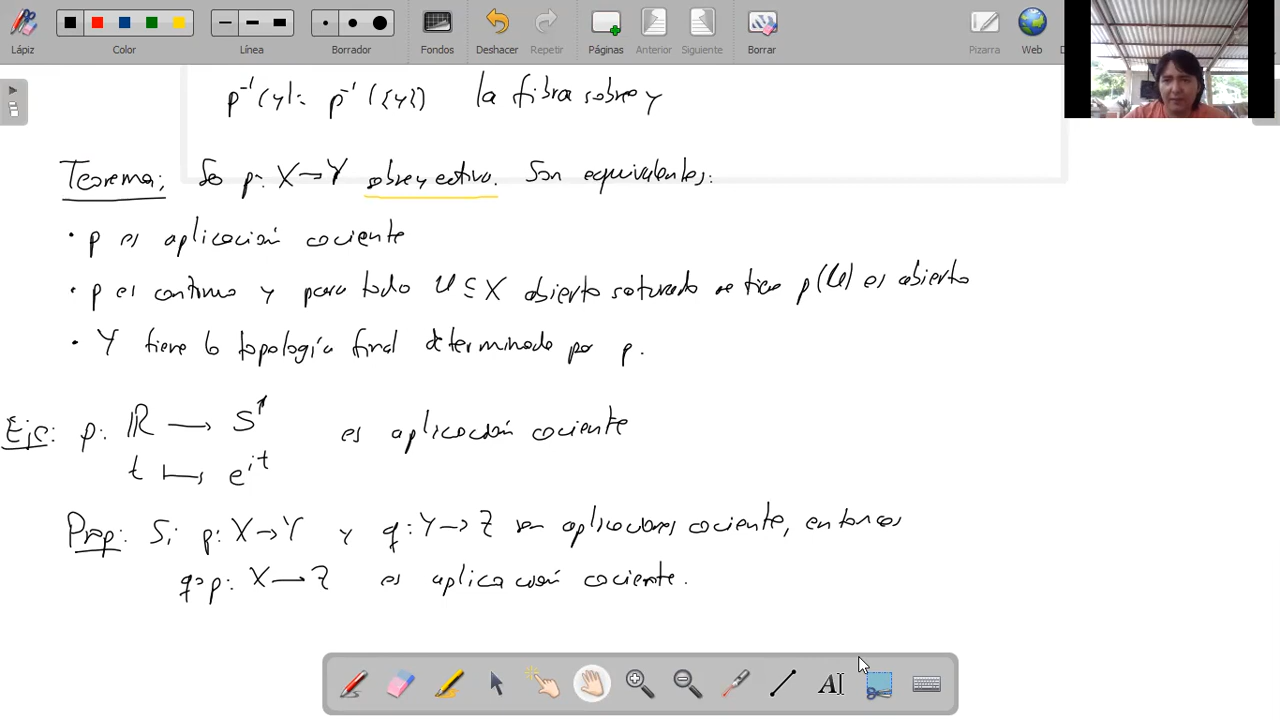 Lápiz Color Línea Borrador Fondos Deshacer Repetir Páginas Anterior Siguiente Borrar Pizarra Web
p⁻¹(y):= p⁻¹({y}) la fibra sobre y
Teorema: Sea p: X→Y sobreyectiva. Son equivalentes:
• p es aplicación cociente
• p es continua y para todo U ⊆ X abierto saturado se tiene p(U) es abierto
• Y tiene la topología final determinada por p.
Eje: p: ℝ ⟶ S¹ es aplicación cociente
t ⟼ e^{it}
Prop: Si p: X→Y y q: Y→Z son aplicaciones cociente, entonces
q∘p: X⟶Z es aplicación cociente.